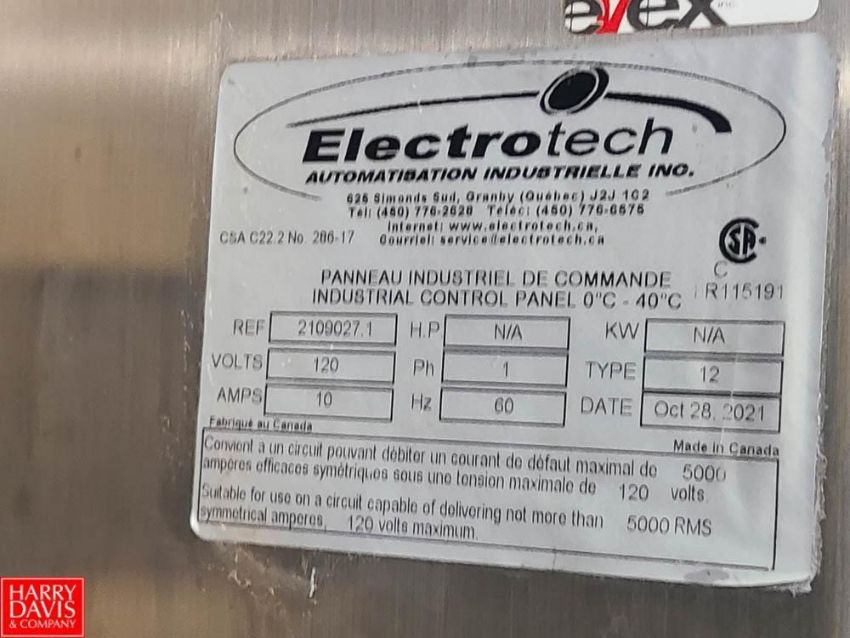 evex
inc.
Electrotech
AUTOMATISATION INDUSTRIELLE INC.
625 Simonds Sud, Granby (Québec) J2J 1C2
Tél: (450) 776-2620 Téléc: (450) 776-6575
Internet: www.electrotech.ca,
CSA C22.2 No. 286-17 Courriel: service@electrotech.ca
PANNEAU INDUSTRIEL DE COMMANDE
INDUSTRIAL CONTROL PANEL 0°C - 40°C
C
LR115191
REF 2109027.1 H.P N/A KW N/A
VOLTS 120 Ph 1 TYPE 12
AMPS 10 Hz 60 DATE Oct 28, 2021
Fabriqué au Canada Made in Canada
Convient à un circuit pouvant débiter un courant de défaut maximal de 5000
ampères efficaces symétriques sous une tension maximale de 120 volts.
Suitable for use on a circuit capable of delivering not more than 5000 RMS
symmetrical amperes, 120 volts maximum.
HARRY
DAVIS
& COMPANY